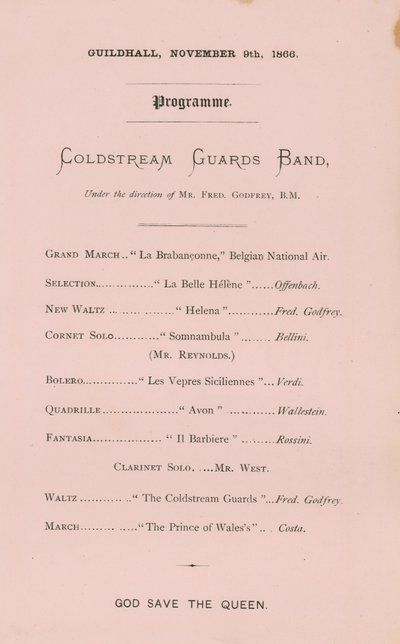 GUILDHALL, NOVEMBER 9th, 1866.
Programme.
COLDSTREAM GUARDS BAND,
Under the direction of MR. FRED. GODFREY, B.M.
GRAND MARCH.. "La Brabançonne," Belgian National Air.
SELECTION..............."La Belle Hélène"......Offenbach.
NEW WALTZ ................."Helena"............Fred. Godfrey.
CORNET SOLO............"Somnambula"........Bellini.
(MR. REYNOLDS.)
BOLERO..............."Les Vepres Siciliennes"...Verdi.
QUADRILLE ....................."Avon" ............Wallestein.
FANTASIA..................."Il Barbiere" .........Rossini.
CLARINET SOLO......MR. WEST.
WALTZ .............."The Coldstream Guards"...Fred. Godfrey.
MARCH..............."The Prince of Wales's"... Costa.
GOD SAVE THE QUEEN.